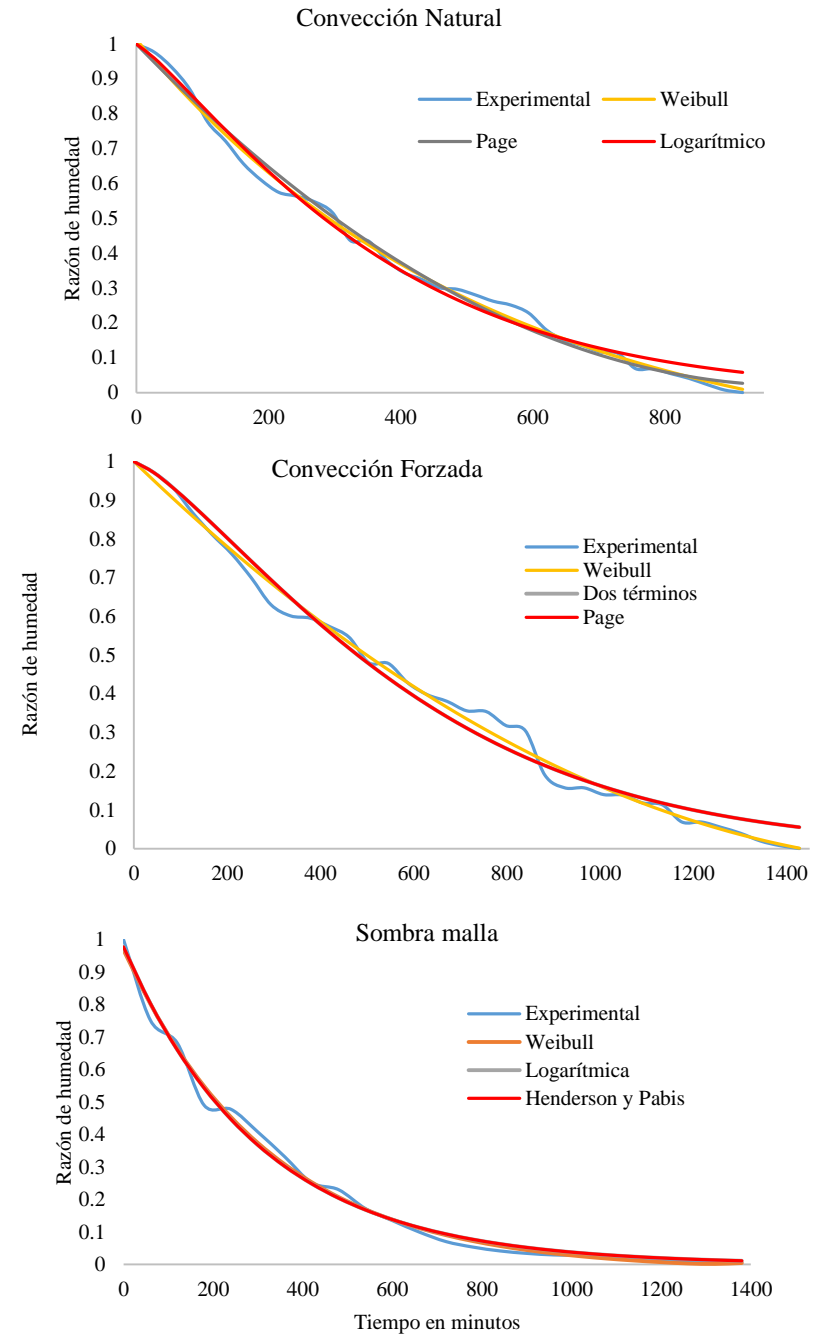 Convección Natural
1
0.9
0.8
0.7
0.6
0.5
0.4
0.3
0.2
0.1
0
Razón de humedad
Experimental
Weibull
Page
Logarítmico
0 200 400 600 800
Convección Forzada
1
0.9
0.8
0.7
0.6
0.5
0.4
0.3
0.2
0.1
0
Razón de humedad
Experimental
Weibull
Dos términos
Page
0 200 400 600 800 1000 1200 1400
Sombra malla
1
0.9
0.8
0.7
0.6
0.5
0.4
0.3
0.2
0.1
0
Razón de humedad
Experimental
Weibull
Logarítmica
Henderson y Pabis
0 200 400 600 800 1000 1200 1400
Tiempo en minutos